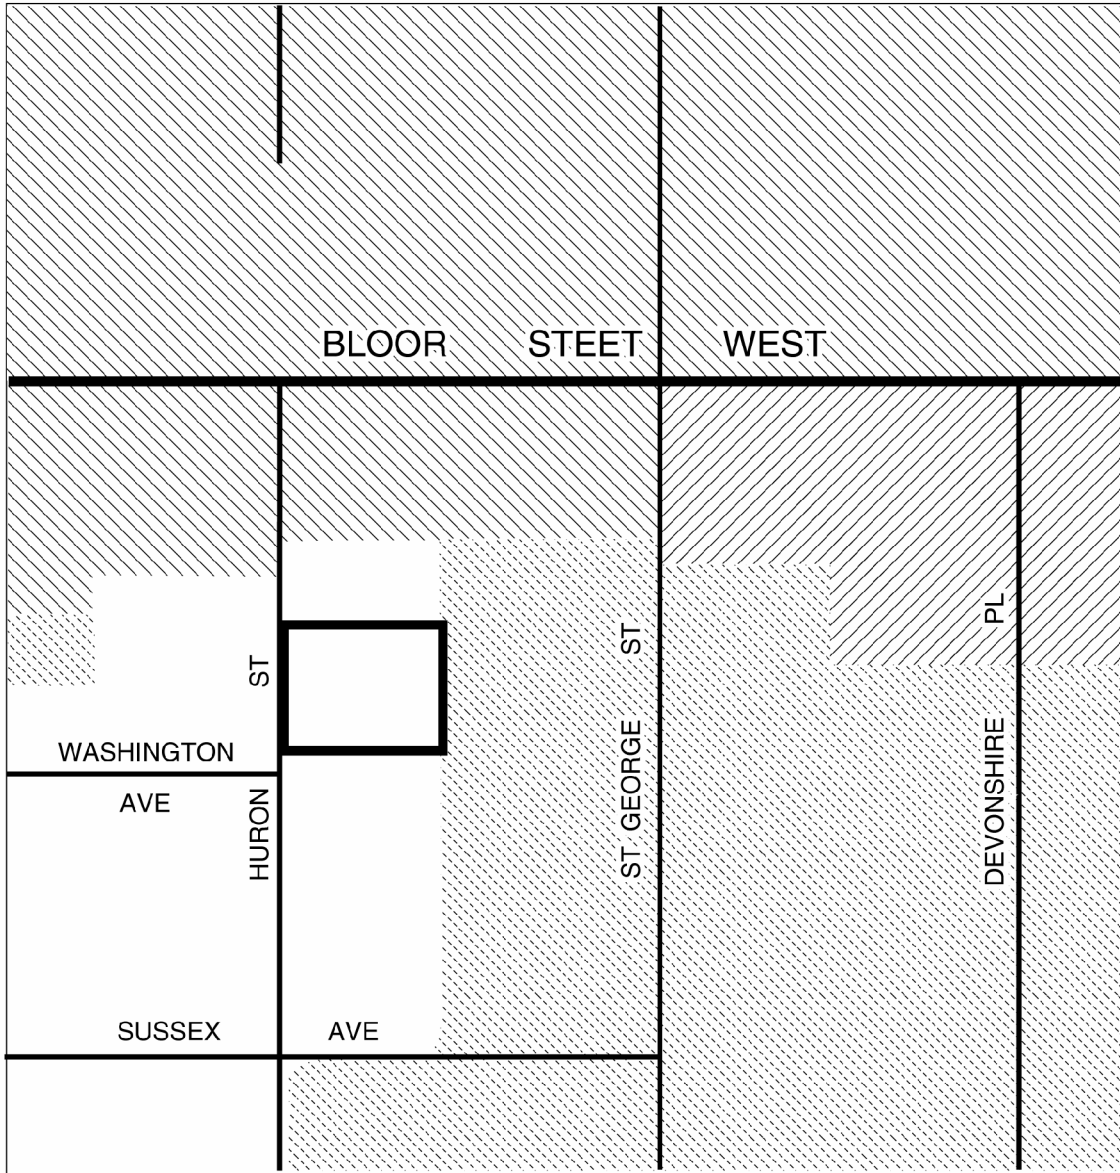 BLOOR STEET WEST
ST
ST
PL
WASHINGTON
AVE
HURON
ST GEORGE
DEVONSHIRE
SUSSEX AVE